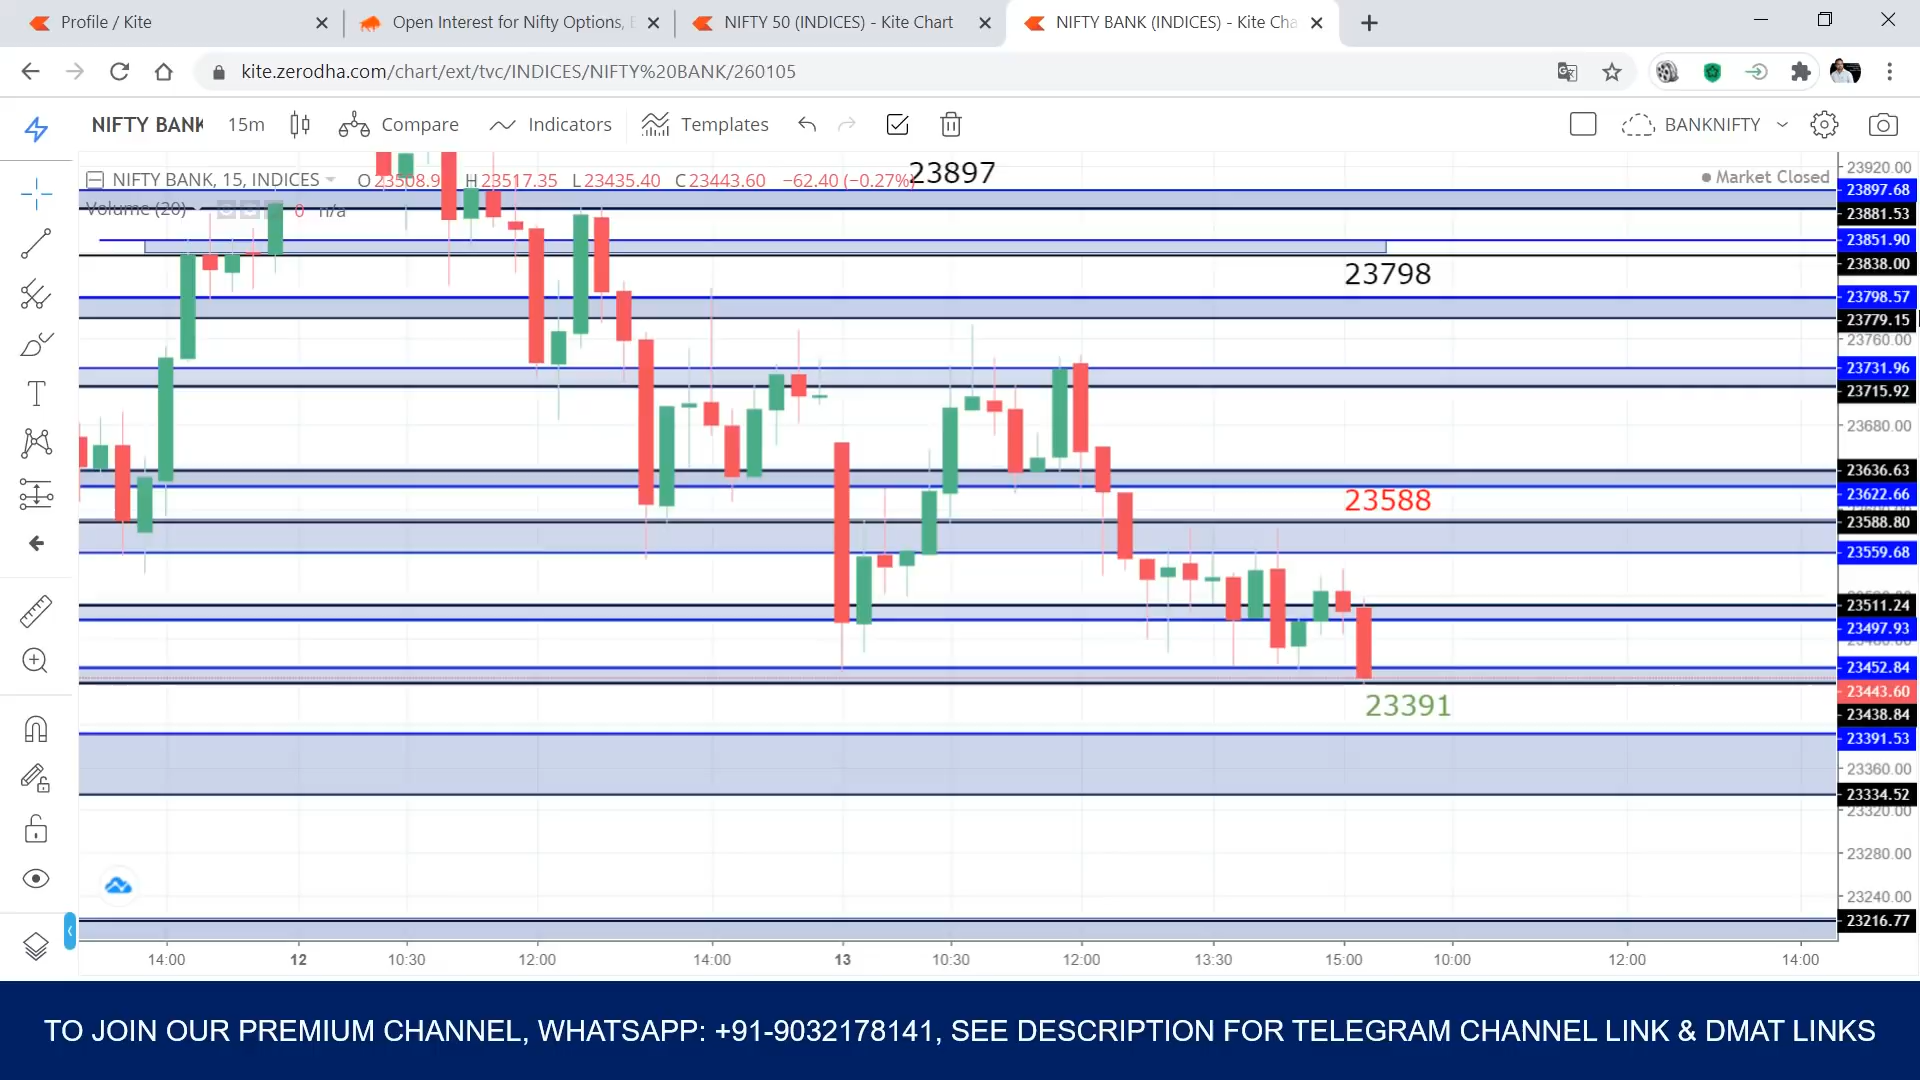 Profile / Kite
Open Interest for Nifty Options, E
NIFTY 50 (INDICES) - Kite Chart
NIFTY BANK (INDICES) - Kite Cha
kite.zerodha.com/chart/ext/tvc/INDICES/NIFTY%20BANK/260105
NIFTY BANK
15m
Compare
Indicators
Templates
BANKNIFTY
NIFTY BANK, 15, INDICES
O 23508.9 H 23517.35 L 23435.40 C 23443.60 −62.40 (−0.27%)
23897
Market Closed
Volume (20)
0 n/a
23798
23588
23391
23920.00
23897.68
23881.53
23851.90
23838.00
23798.57
23779.15
23760.00
23731.96
23715.92
23680.00
23636.63
23622.66
23588.80
23559.68
23511.24
23497.93
23452.84
23443.60
23438.84
23391.53
23360.00
23334.52
23320.00
23280.00
23240.00
23216.77
14:00 12 10:30 12:00 14:00 13 10:30 12:00 13:30 15:00 10:00 12:00 14:00
TO JOIN OUR PREMIUM CHANNEL, WHATSAPP: +91-9032178141, SEE DESCRIPTION FOR TELEGRAM CHANNEL LINK & DMAT LINKS